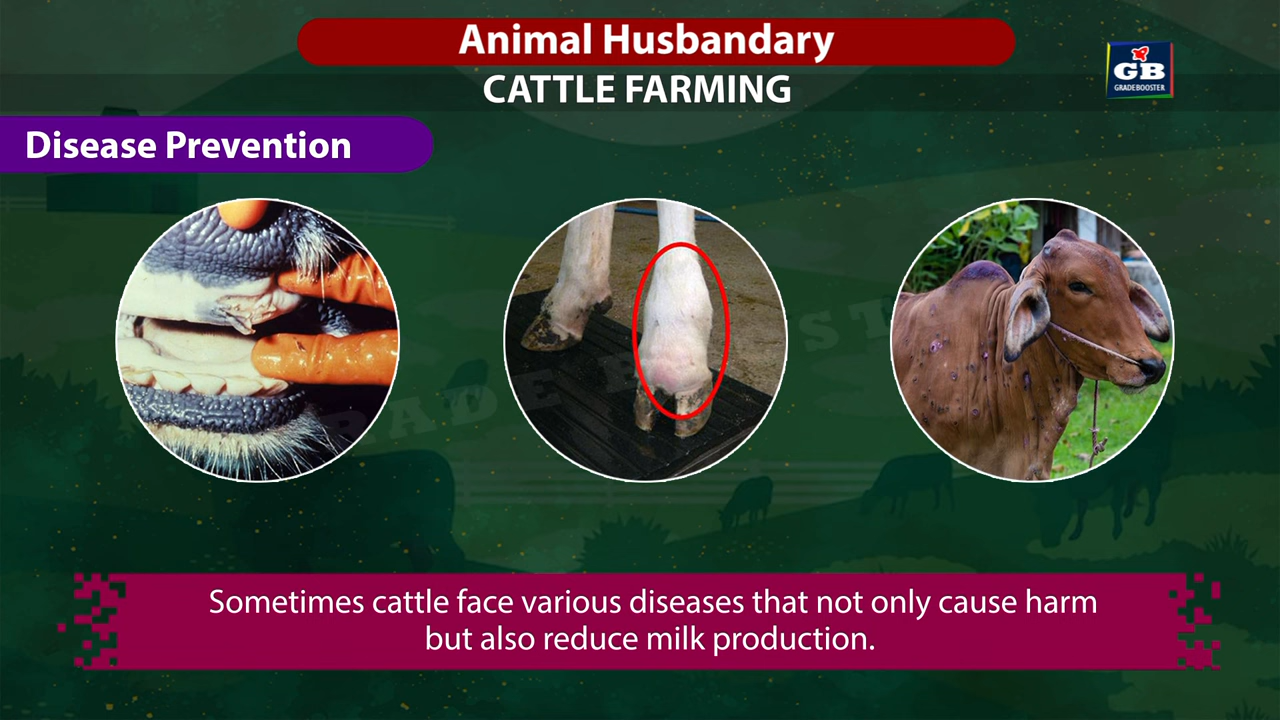 Animal Husbandary
CATTLE FARMING
GB
GRADEBOOSTER
Disease Prevention
Sometimes cattle face various diseases that not only cause harm
but also reduce milk production.